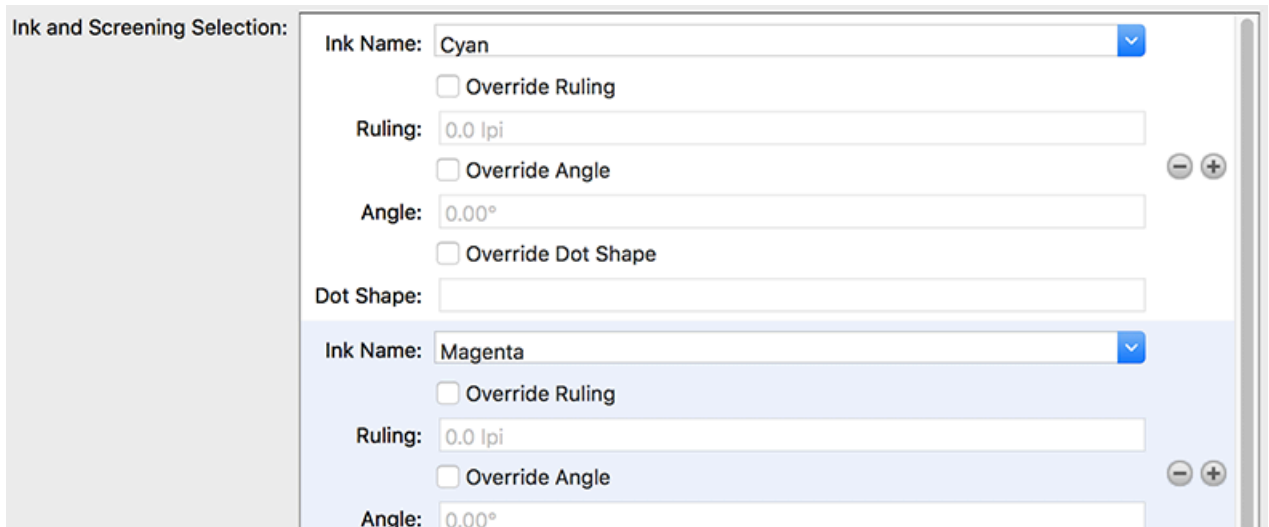 Ink and Screening Selection:
Ink Name: Cyan
Override Ruling
Ruling: 0.0 lpi
Override Angle
Angle: 0.00°
Override Dot Shape
Dot Shape:
Ink Name: Magenta
Override Ruling
Ruling: 0.0 lpi
Override Angle
Angle: 0.00°